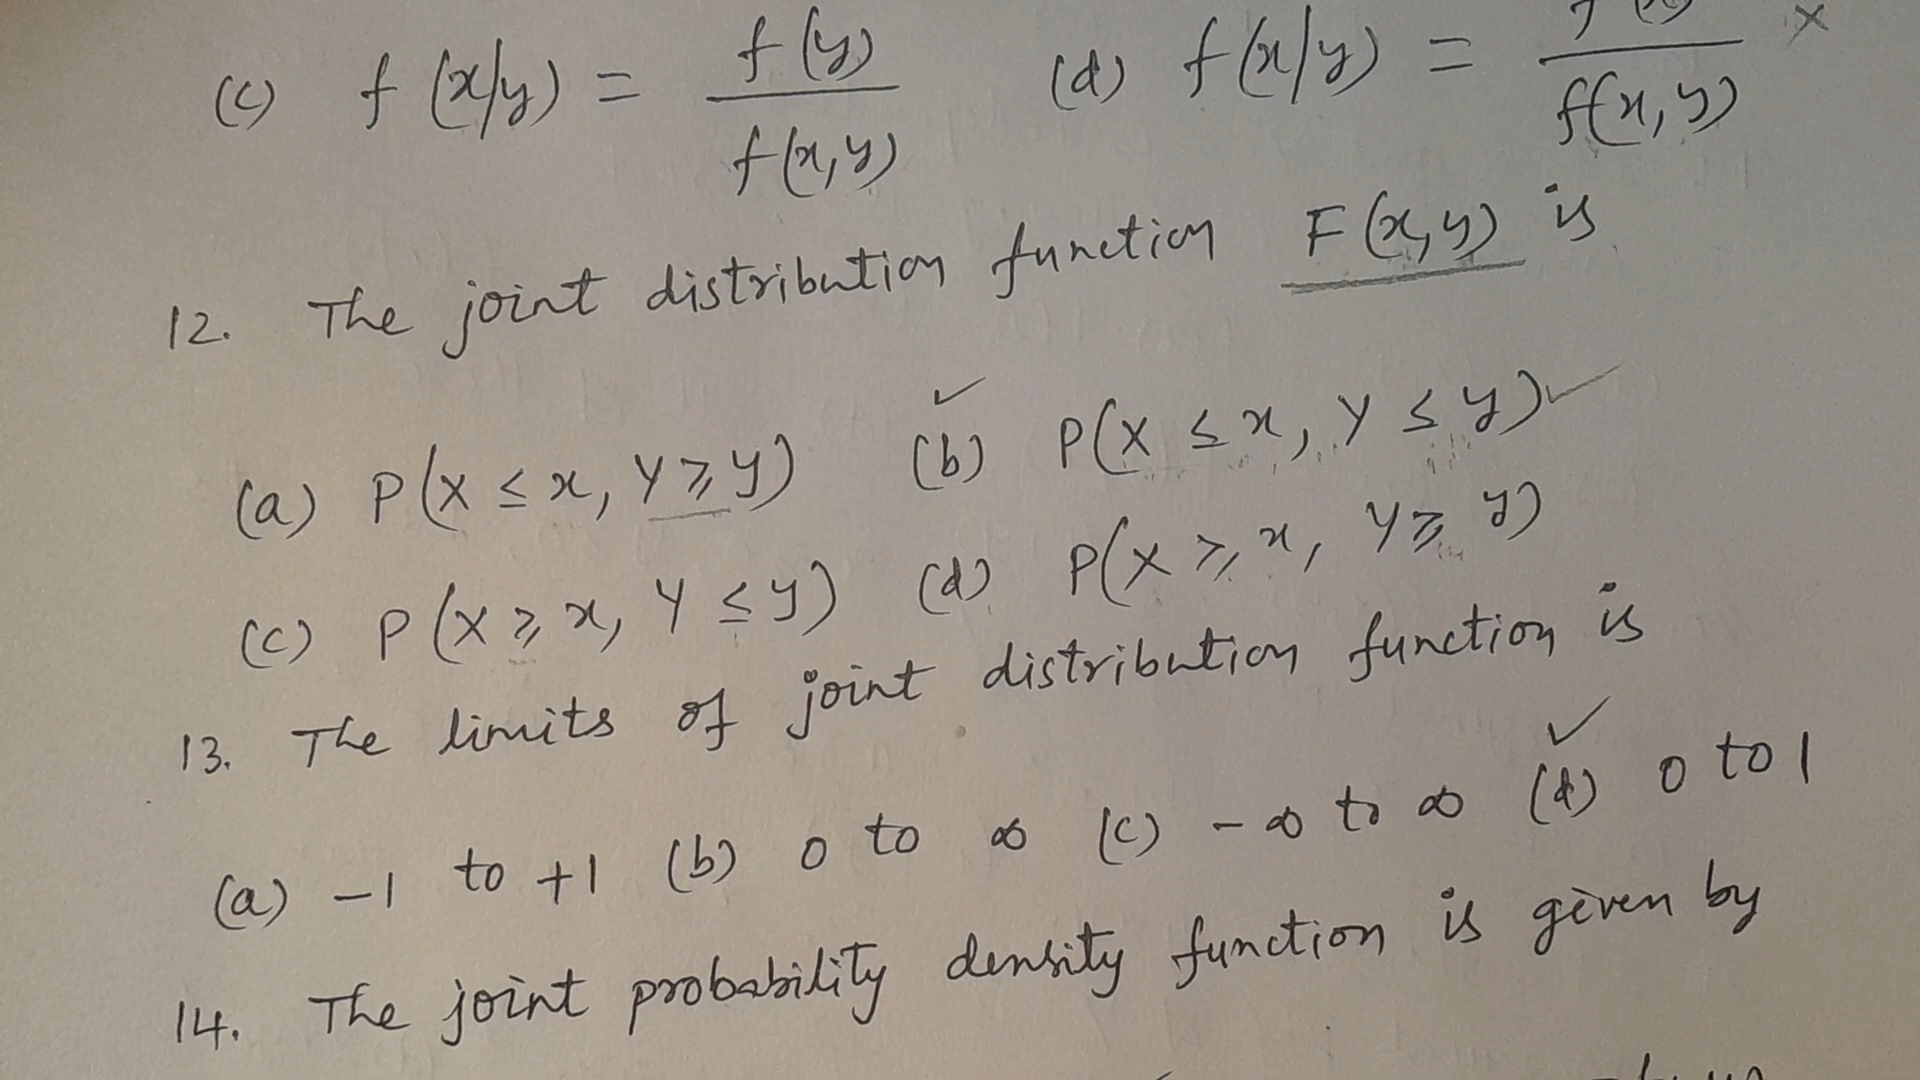 (c) f(x/y) = f(y) / f(x,y) (d) f(x/y) = / f(x,y) ×
12. The joint distribution function F(x,y) is
(a) P(X ≤ x, Y ≥ y) ✓(b) P(X ≤ x, Y ≤ y) ✓
(c) P(X ≥ x, Y ≤ y) (d) P(X ≥ x, Y ≥ y)
13. The limits of joint distribution function is
(a) -1 to +1 (b) 0 to ∞ (c) -∞ to ∞ ✓(d) 0 to 1
14. The joint probability density function is given by